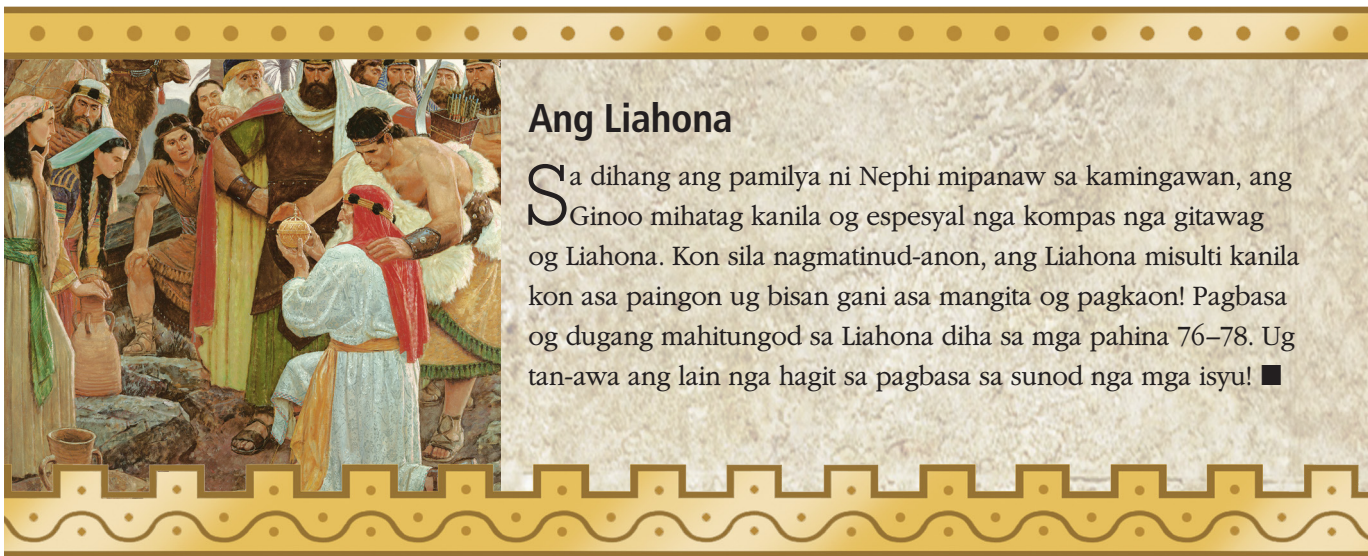 Ang Liahona
Sa dihang ang pamilya ni Nephi mipanaw sa kamingawan, ang
Ginoo mihatag kanila og espesyal nga kompas nga gitawag
og Liahona. Kon sila nagmatinud-anon, ang Liahona misulti kanila
kon asa paingon ug bisan gani asa mangita og pagkaon! Pagbasa
og dugang mahitungod sa Liahona diha sa mga pahina 76–78. Ug
tan-awa ang lain nga hagit sa pagbasa sa sunod nga mga isyu! ■